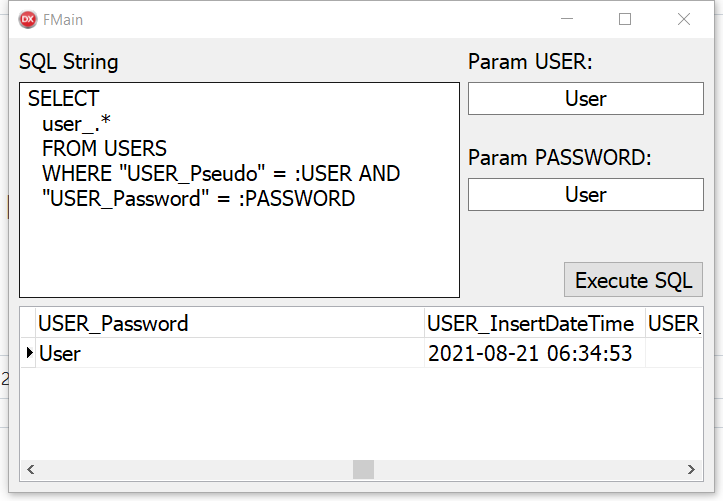 FMain
SQL String
SELECT
user_.*
FROM USERS
WHERE "USER_Pseudo" = :USER AND
"USER_Password" = :PASSWORD
Param USER:
User
Param PASSWORD:
User
Execute SQL
USER_Password USER_InsertDateTime USER_
User 2021-08-21 06:34:53
2